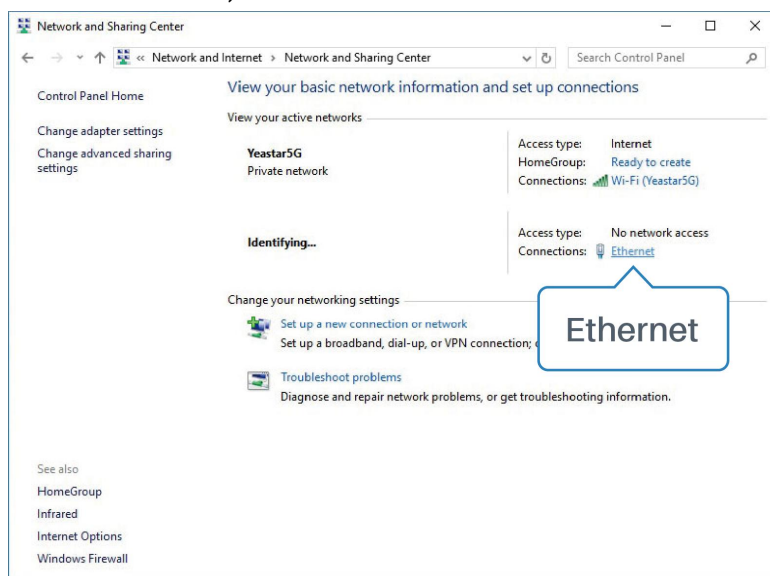 Network and Sharing Center
« Network and Internet > Network and Sharing Center
Search Control Panel
Control Panel Home
Change adapter settings
Change advanced sharing
settings
View your basic network information and set up connections
View your active networks
Yeastar5G
Private network
Access type: Internet
HomeGroup: Ready to create
Connections: Wi-Fi (Yeastar5G)
Identifying...
Access type: No network access
Connections: Ethernet
Ethernet
Change your networking settings
Set up a new connection or network
Set up a broadband, dial-up, or VPN connection;
Troubleshoot problems
Diagnose and repair network problems, or get troubleshooting information.
See also
HomeGroup
Infrared
Internet Options
Windows Firewall